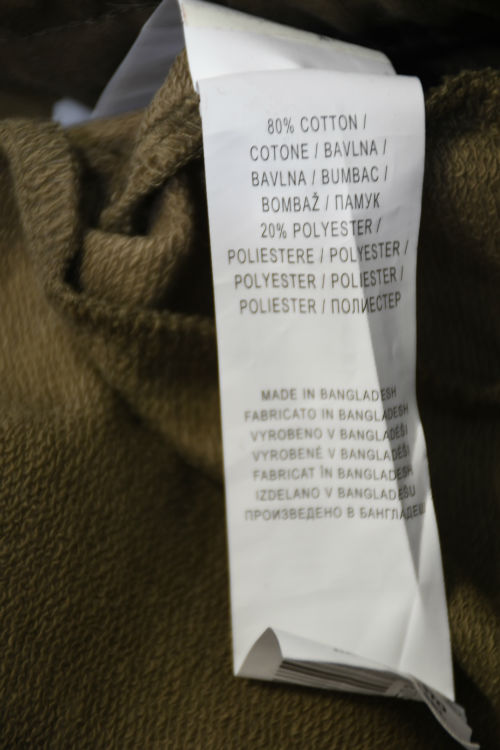 80% COTTON /
COTONE / BAVLNA /
BAVLNA / BUMBAC /
BOMBAŽ / ПАМУК
20% POLYESTER /
POLIESTERE / POLYESTER /
POLYESTER / POLIESTER /
POLIESTER / ПОЛИЕСТЕР
MADE IN BANGLADESH
FABRICATO IN BANGLADESH
VYROBENO V BANGLADÉŠI
VYROBENÉ V BANGLADÉŠI
FABRICAT ÎN BANGLADESH
IZDELANO V BANGLADEŠU
ПРОИЗВЕДЕНО В БАНГЛАДЕШ